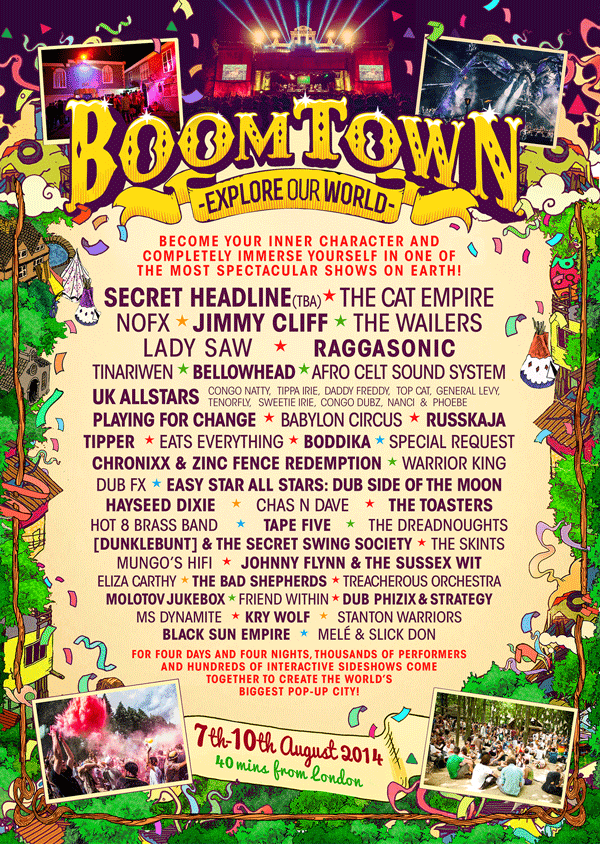 BOOMTOWN
-EXPLORE OUR WORLD-
BECOME YOUR INNER CHARACTER AND
COMPLETELY IMMERSE YOURSELF IN ONE OF
THE MOST SPECTACULAR SHOWS ON EARTH!
SECRET HEADLINE (TBA) ★ THE CAT EMPIRE
NOFX ★ JIMMY CLIFF ★ THE WAILERS
LADY SAW ★ RAGGASONIC
TINARIWEN ★ BELLOWHEAD ★ AFRO CELT SOUND SYSTEM
UK ALLSTARS CONGO NATTY, TIPPA IRIE, DADDY FREDDY, TOP CAT, GENERAL LEVY,
TENORFLY, SWEETIE IRIE, CONGO DUBZ, NANCI & PHOEBE
PLAYING FOR CHANGE ★ BABYLON CIRCUS ★ RUSSKAJA
TIPPER ★ EATS EVERYTHING ★ BODDIKA ★ SPECIAL REQUEST
CHRONIXX & ZINC FENCE REDEMPTION ★ WARRIOR KING
DUB FX ★ EASY STAR ALL STARS: DUB SIDE OF THE MOON
HAYSEED DIXIE ★ CHAS N DAVE ★ THE TOASTERS
HOT 8 BRASS BAND ★ TAPE FIVE ★ THE DREADNOUGHTS
[DUNKLEBUNT] & THE SECRET SWING SOCIETY ★ THE SKINTS
MUNGO'S HIFI ★ JOHNNY FLYNN & THE SUSSEX WIT
ELIZA CARTHY ★ THE BAD SHEPHERDS ★ TREACHEROUS ORCHESTRA
MOLOTOV JUKEBOX ★ FRIEND WITHIN ★ DUB PHIZIX & STRATEGY
MS DYNAMITE ★ KRY WOLF ★ STANTON WARRIORS
BLACK SUN EMPIRE ★ MELÉ & SLICK DON
FOR FOUR DAYS AND FOUR NIGHTS, THOUSANDS OF PERFORMERS
AND HUNDREDS OF INTERACTIVE SIDESHOWS COME
TOGETHER TO CREATE THE WORLD'S
BIGGEST POP-UP CITY!
7th-10th August 2014
40 mins from London